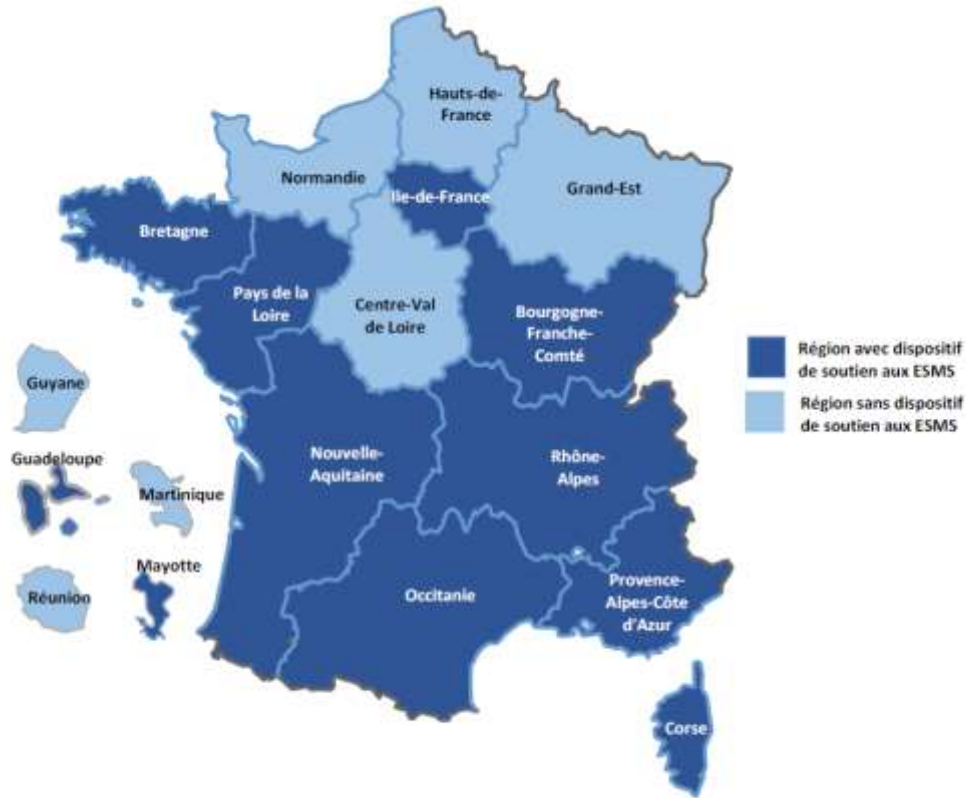 Hauts-de-
France
Normandie
Ile-de-France
Grand-Est
Bretagne
Pays de la
Loire
Centre-Val
de Loire
Bourgogne-
Franche-
Comté
Région avec dispositif
de soutien aux ESMS
Région sans dispositif
de soutien aux ESMS
Guyane
Nouvelle-
Aquitaine
Rhône-
Alpes
Guadeloupe
Martinique
Mayotte
Réunion
Occitanie
Provence-
Alpes-Côte
d'Azur
Corse